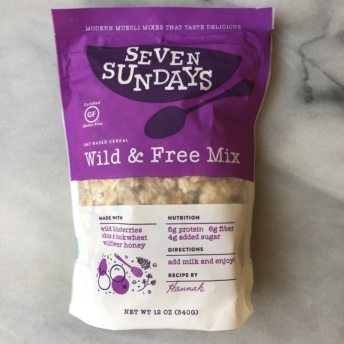 MODERN MUESLI MIXES THAT TASTE DELICIOUS
SEVEN
SUNDAYS
Certified
GF
Gluten-Free
OAT-BASED CEREAL
Wild & Free Mix
MADE WITH
wild blueberries
chia & buckwheat
wildflower honey
NUTRITION
5g protein 6g fiber
4g added sugar
DIRECTIONS
add milk and enjoy!
RECIPE BY
Hannah
NET WT 12 OZ (340G)